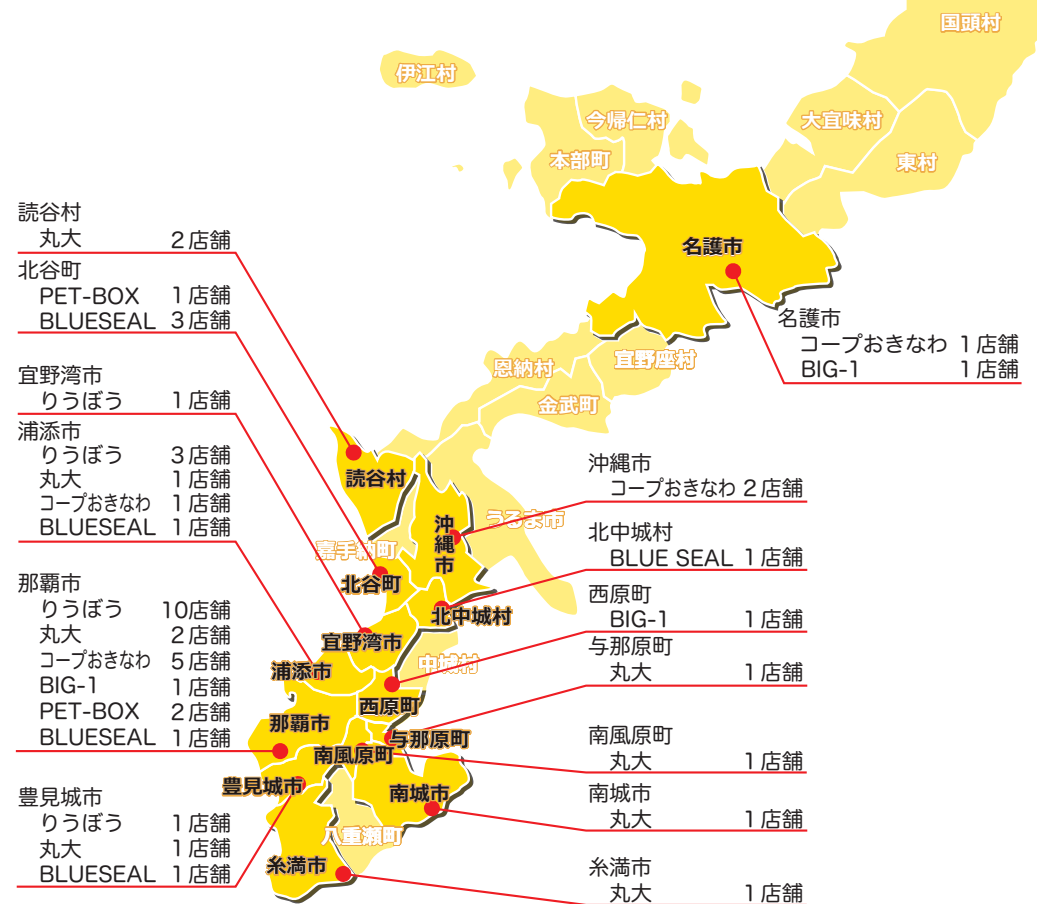 国頭村
伊江村
今帰仁村
大宜味村
本部町
東村
名護市
恩納村
宜野座村
金武町
読谷村
沖縄市
うるま市
嘉手納町
北谷町
北中城村
宜野湾市
中城村
浦添市
西原町
那覇市
与那原町
南風原町
豊見城市
南城市
八重瀬町
糸満市
読谷村
丸大 2店舗
北谷町
PET-BOX 1店舗
BLUESEAL 3店舗
宜野湾市
りうぼう 1店舗
浦添市
りうぼう 3店舗
丸大 1店舗
コープおきなわ 1店舗
BLUESEAL 1店舗
那覇市
りうぼう 10店舗
丸大 2店舗
コープおきなわ 5店舗
BIG-1 1店舗
PET-BOX 2店舗
BLUESEAL 1店舗
豊見城市
りうぼう 1店舗
丸大 1店舗
BLUESEAL 1店舗
名護市
コープおきなわ 1店舗
BIG-1 1店舗
沖縄市
コープおきなわ 2店舗
北中城村
BLUE SEAL 1店舗
西原町
BIG-1 1店舗
与那原町
丸大 1店舗
南風原町
丸大 1店舗
南城市
丸大 1店舗
糸満市
丸大 1店舗